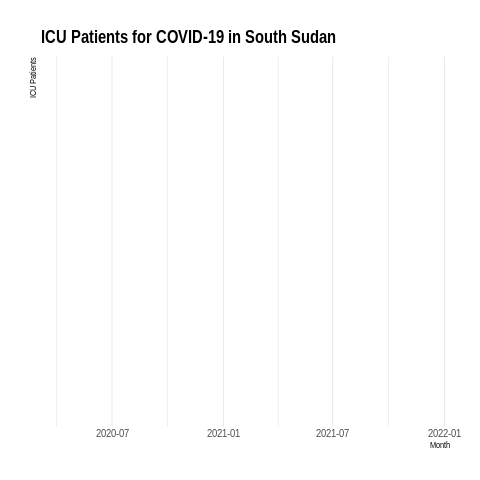 ICU Patients for COVID-19 in South Sudan
ICU Patients
2020-07 2021-01 2021-07 2022-01
Month